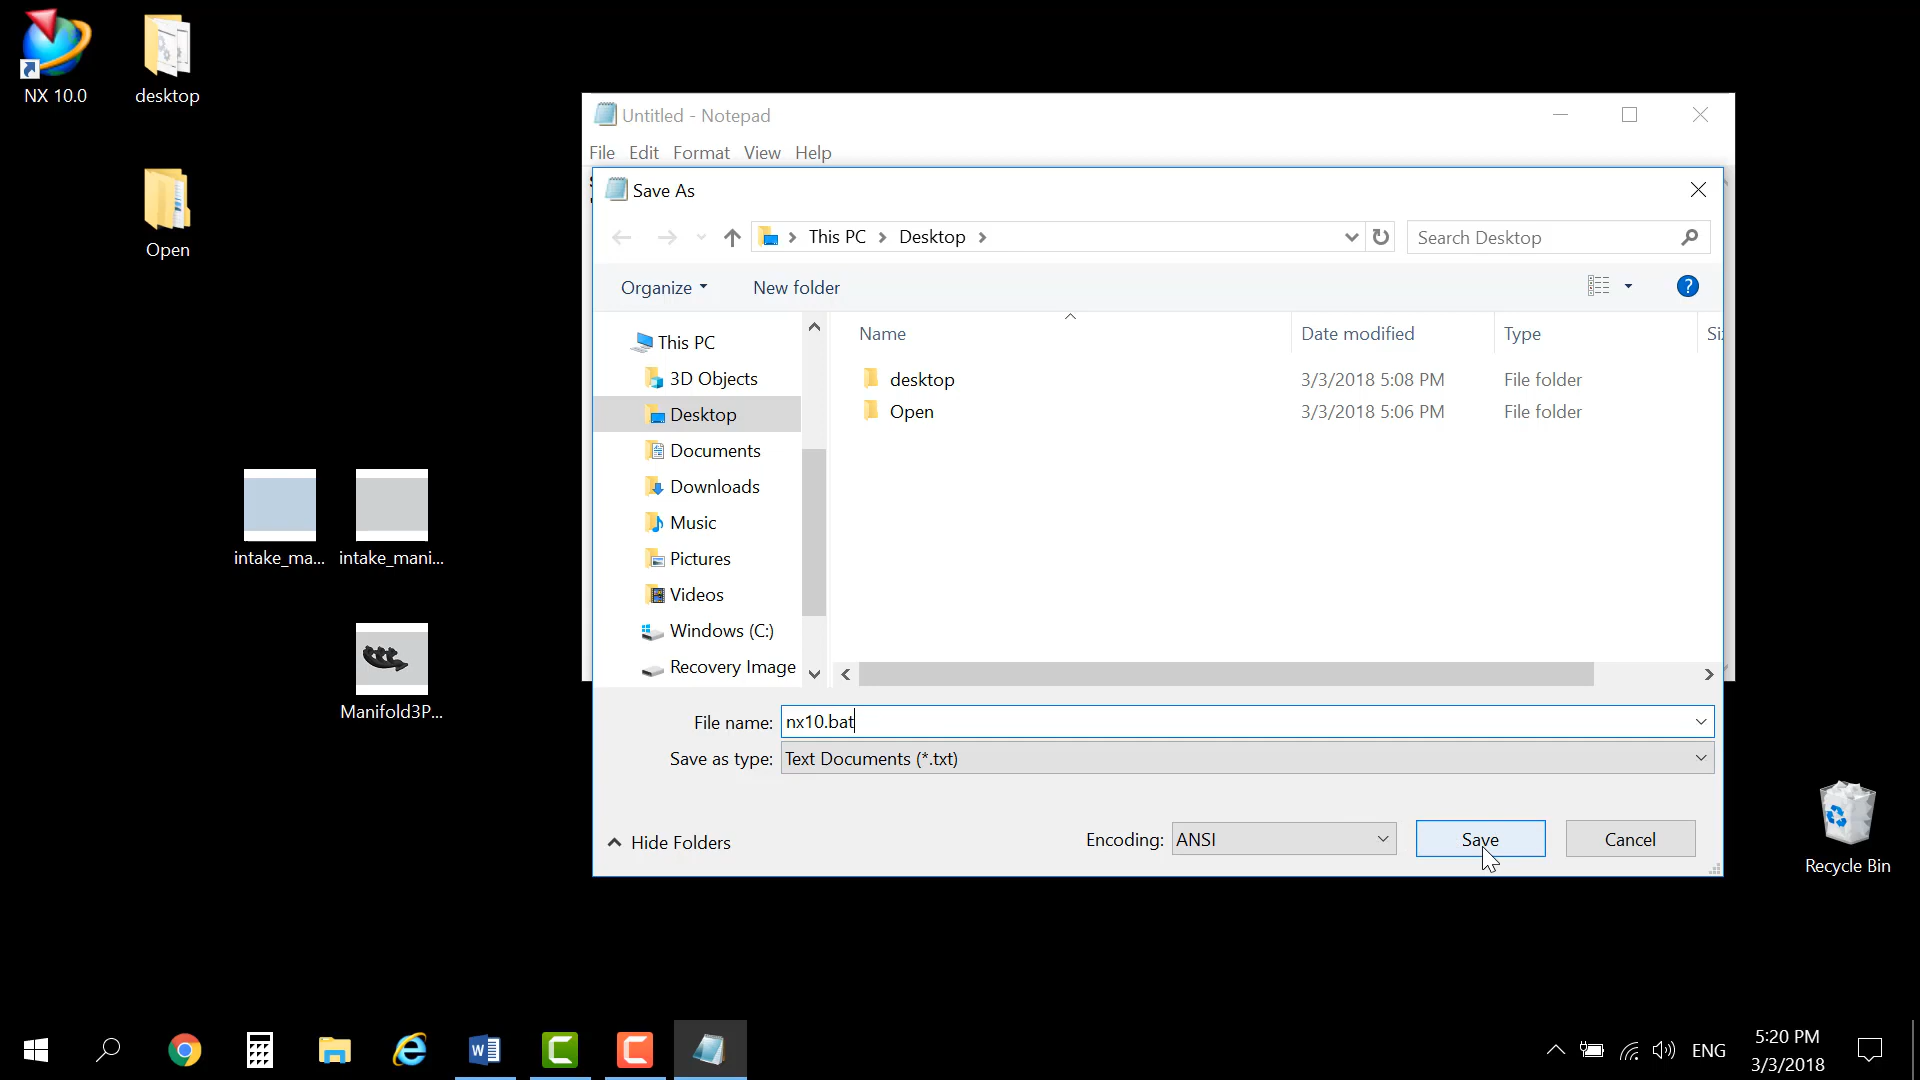 NX 10.0
desktop
Open
intake_ma...
intake_mani...
Manifold3P...
Untitled - Notepad
File Edit Format View Help
Save As
This PC > Desktop >
Search Desktop
Organize
New folder
?
This PC
3D Objects
Desktop
Documents
Downloads
Music
Pictures
Videos
Windows (C:)
Recovery Image
Name Date modified Type Si
desktop 3/3/2018 5:08 PM File folder
Open 3/3/2018 5:06 PM File folder
File name: nx10.bat
Save as type: Text Documents (*.txt)
Hide Folders
Encoding: ANSI
Save
Cancel
Recycle Bin
ENG
5:20 PM
3/3/2018